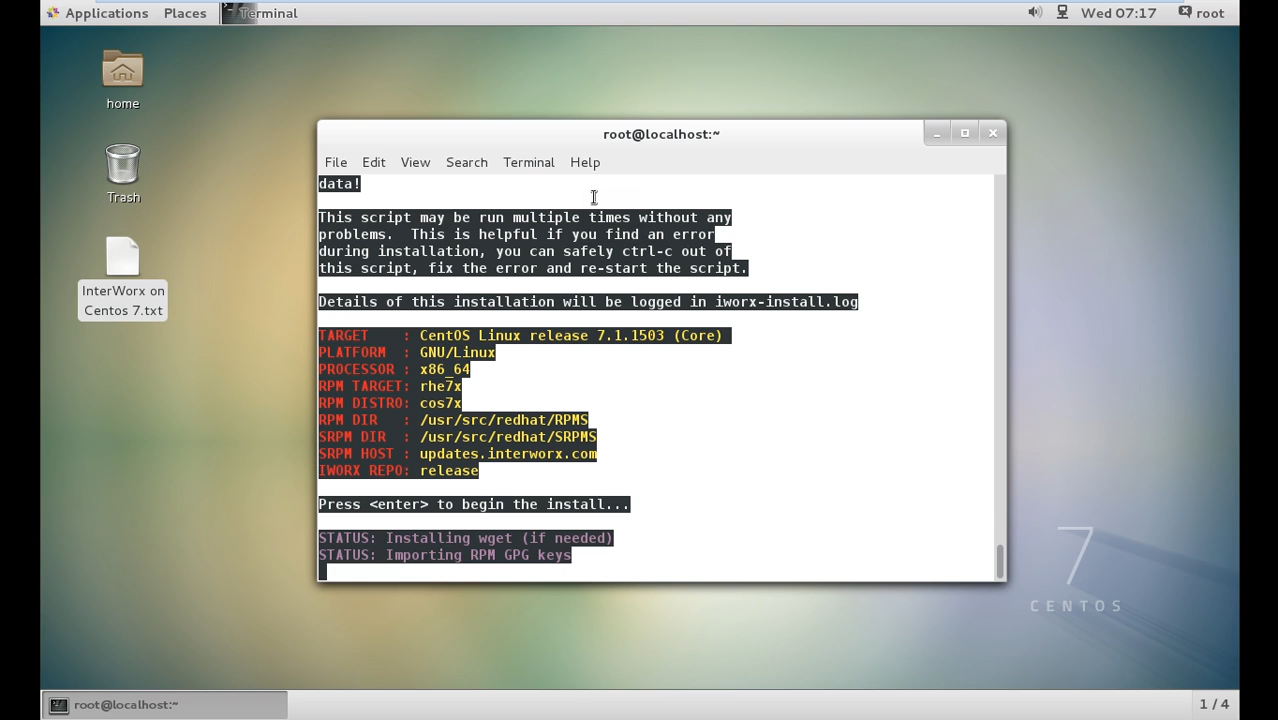 Applications Places Terminal Wed 07:17 root
home
Trash
InterWorx on
Centos 7.txt
root@localhost:~
File Edit View Search Terminal Help
data!
This script may be run multiple times without any
problems.  This is helpful if you find an error
during installation, you can safely ctrl-c out of
this script, fix the error and re-start the script.
Details of this installation will be logged in iworx-install.log
TARGET    : CentOS Linux release 7.1.1503 (Core)
PLATFORM  : GNU/Linux
PROCESSOR : x86_64
RPM TARGET: rhe7x
RPM DISTRO: cos7x
RPM DIR   : /usr/src/redhat/RPMS
SRPM DIR  : /usr/src/redhat/SRPMS
SRPM HOST : updates.interworx.com
IWORX REPO: release
Press <enter> to begin the install...
STATUS: Installing wget (if needed)
STATUS: Importing RPM GPG keys
7
CENTOS
root@localhost:~ 1 / 4